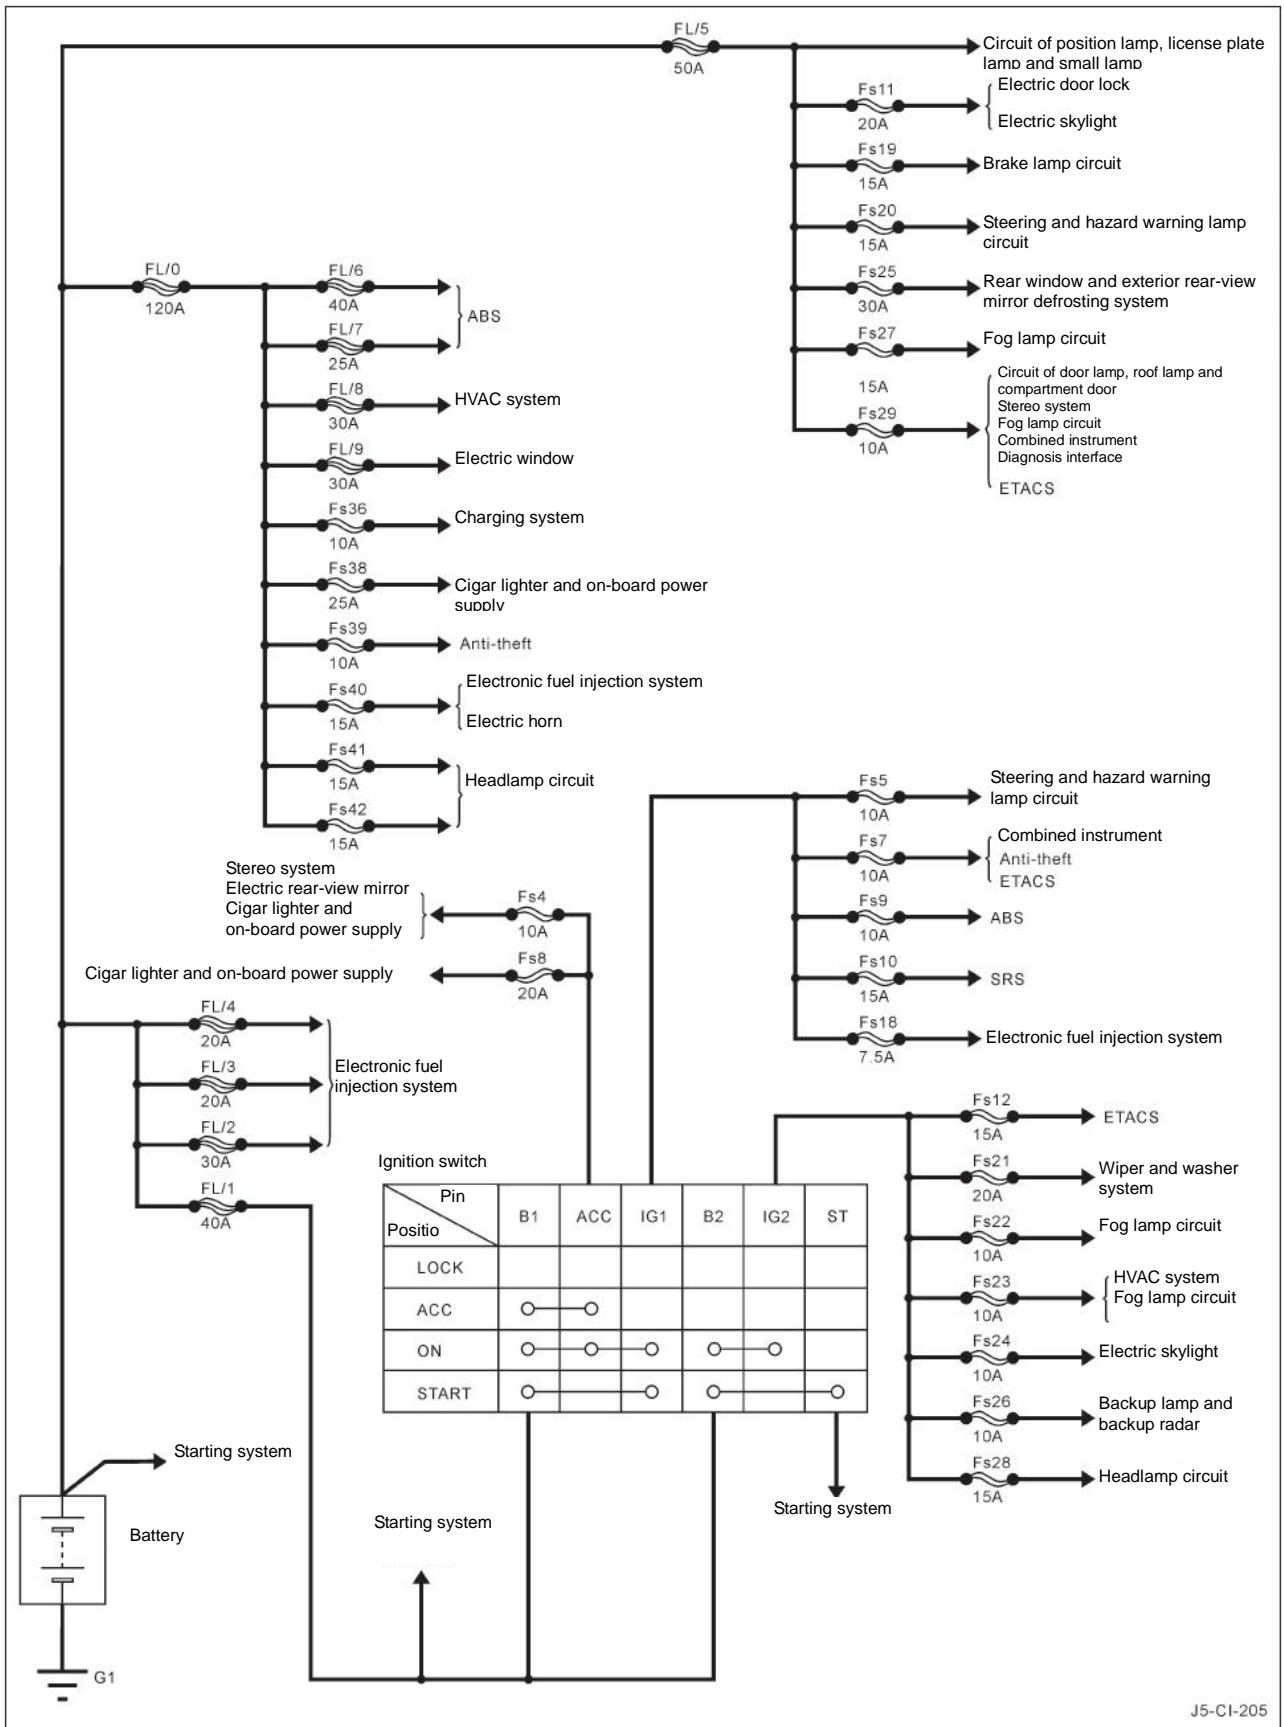 FL/5
50A
Circuit of position lamp, license plate
lamp and small lamp
Fs11
20A
Electric door lock
Electric skylight
Fs19
15A
Brake lamp circuit
Fs20
15A
Steering and hazard warning lamp
circuit
Fs25
30A
Rear window and exterior rear-view
mirror defrosting system
Fs27
15A
Fog lamp circuit
Fs29
10A
Circuit of door lamp, roof lamp and
compartment door
Stereo system
Fog lamp circuit
Combined instrument
Diagnosis interface
ETACS
FL/0
120A
FL/6
40A
FL/7
25A
ABS
FL/8
30A
HVAC system
FL/9
30A
Electric window
Fs36
10A
Charging system
Fs38
25A
Cigar lighter and on-board power
supply
Fs39
10A
Anti-theft
Fs40
15A
Electronic fuel injection system
Electric horn
Fs41
15A
Fs42
15A
Headlamp circuit
Stereo system
Electric rear-view mirror
Cigar lighter and
on-board power supply
Fs4
10A
Cigar lighter and on-board power supply
Fs8
20A
Fs5
10A
Steering and hazard warning
lamp circuit
Fs7
10A
Combined instrument
Anti-theft
ETACS
Fs9
10A
ABS
Fs10
15A
SRS
Fs18
7.5A
Electronic fuel injection system
FL/4
20A
FL/3
20A
FL/2
30A
Electronic fuel
injection system
FL/1
40A
Fs12
15A
ETACS
Fs21
20A
Wiper and washer
system
Fs22
10A
Fog lamp circuit
Fs23
10A
HVAC system
Fog lamp circuit
Fs24
10A
Electric skylight
Fs26
10A
Backup lamp and
backup radar
Fs28
15A
Headlamp circuit
Ignition switch
Pin
Positio
B1 ACC IG1 B2 IG2 ST
LOCK
ACC
ON
START
Starting system
Battery
Starting system
Starting system
G1
J5-CI-205